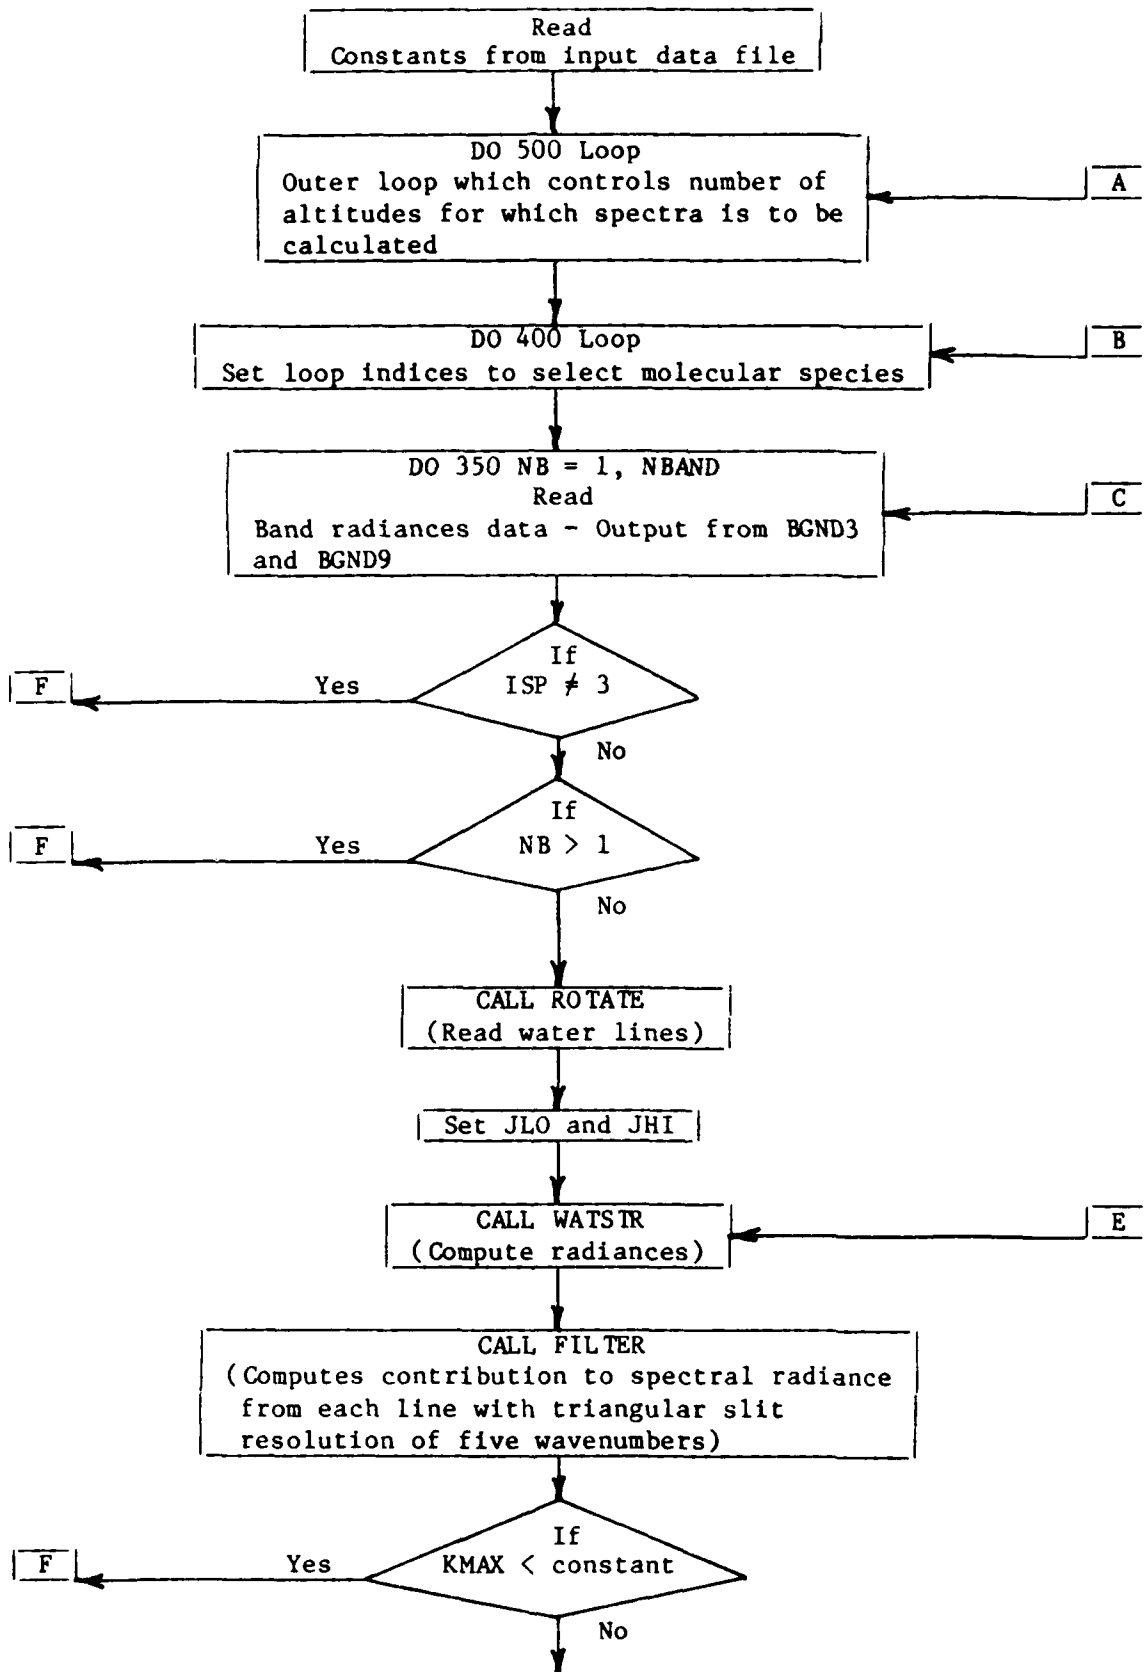 Read
Constants from input data file
DO 500 Loop
Outer loop which controls number of
altitudes for which spectra is to be
calculated
A
DO 400 Loop
Set loop indices to select molecular species
B
DO 350 NB = 1, NBAND
Read
Band radiances data - Output from BGND3
and BGND9
C
If
ISP ≠ 3
Yes
F
No
If
NB > 1
Yes
F
No
CALL ROTATE
(Read water lines)
Set JLO and JHI
CALL WATSTR
(Compute radiances)
E
CALL FILTER
(Computes contribution to spectral radiance
from each line with triangular slit
resolution of five wavenumbers)
If
KMAX < constant
Yes
F
No